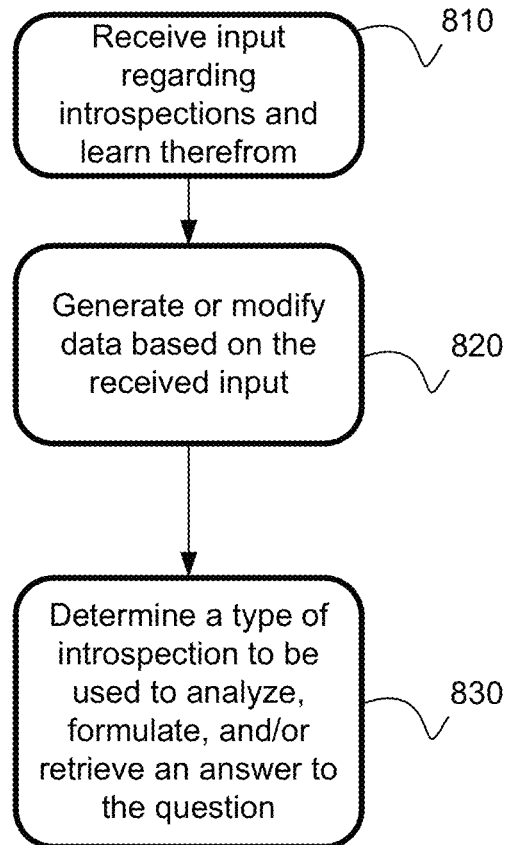 Receive input
regarding
introspections and
learn therefrom
810
Generate or modify
data based on the
received input
820
Determine a type of
introspection to be
used to analyze,
formulate, and/or
retrieve an answer to
the question
830